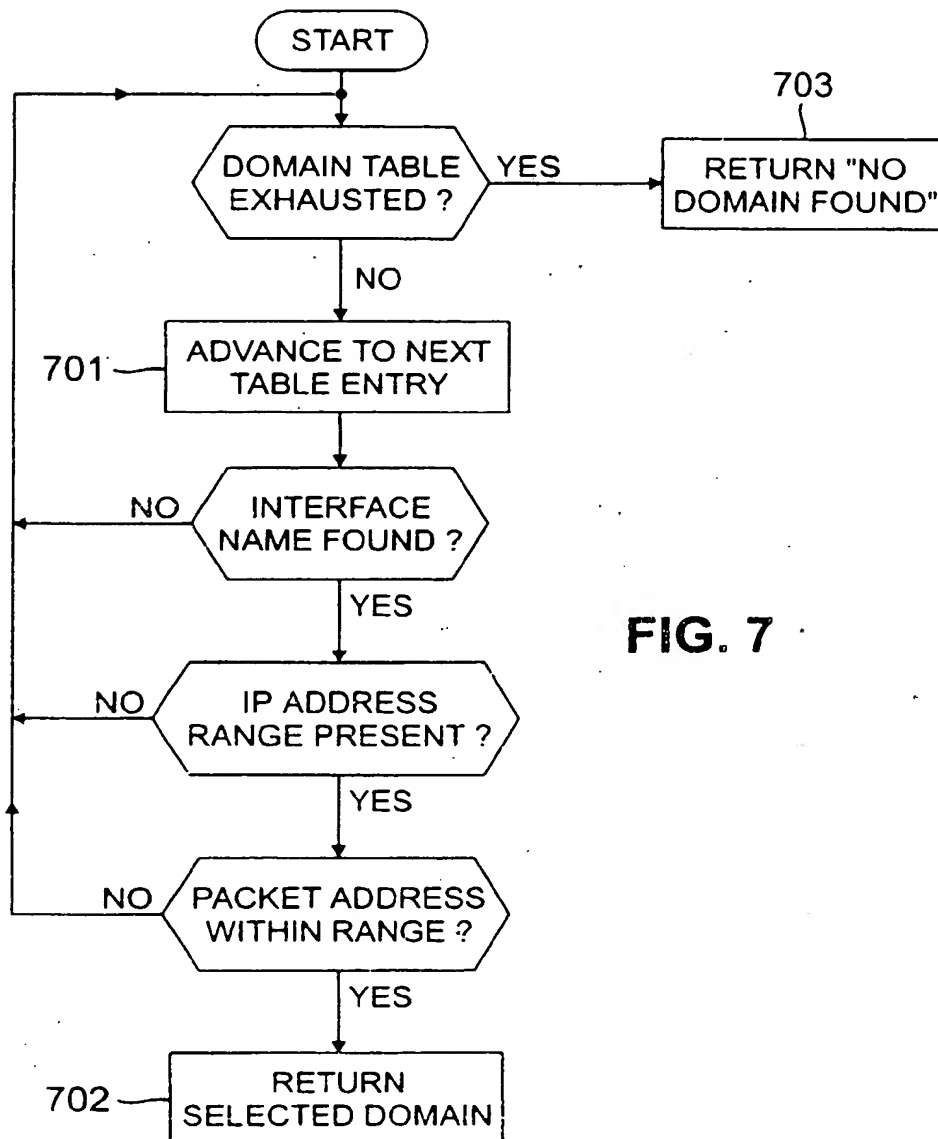 START
703
DOMAIN TABLE
EXHAUSTED ?
YES
RETURN "NO
DOMAIN FOUND"
NO
701
ADVANCE TO NEXT
TABLE ENTRY
NO
INTERFACE
NAME FOUND ?
YES
FIG. 7
NO
IP ADDRESS
RANGE PRESENT ?
YES
NO
PACKET ADDRESS
WITHIN RANGE ?
YES
702
RETURN
SELECTED DOMAIN